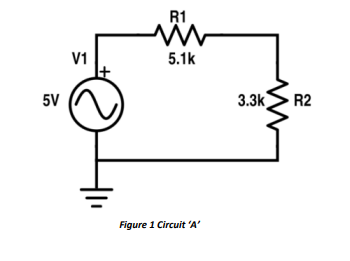 R1
V1
5.1k
+
5V
3.3k
R2
Figure 1 Circuit 'A'